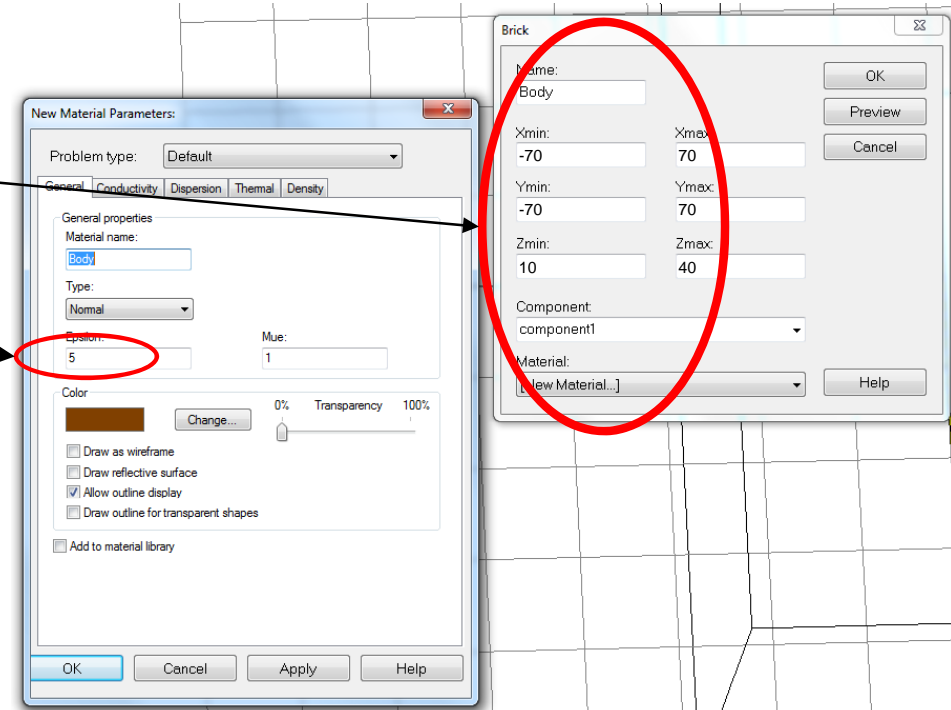 New Material Parameters:
Problem type: Default
General Conductivity Dispersion Thermal Density
General properties
Material name:
Body
Type:
Normal
Epsilon: Mue:
5 1
Color
Change...
0% Transparency 100%
Draw as wireframe
Draw reflective surface
Allow outline display
Draw outline for transparent shapes
Add to material library
OK Cancel Apply Help
Brick
Name:
Body
Xmin: Xmax:
-70 70
Ymin: Ymax:
-70 70
Zmin: Zmax:
10 40
Component:
component1
Material:
[New Material...]
OK
Preview
Cancel
Help